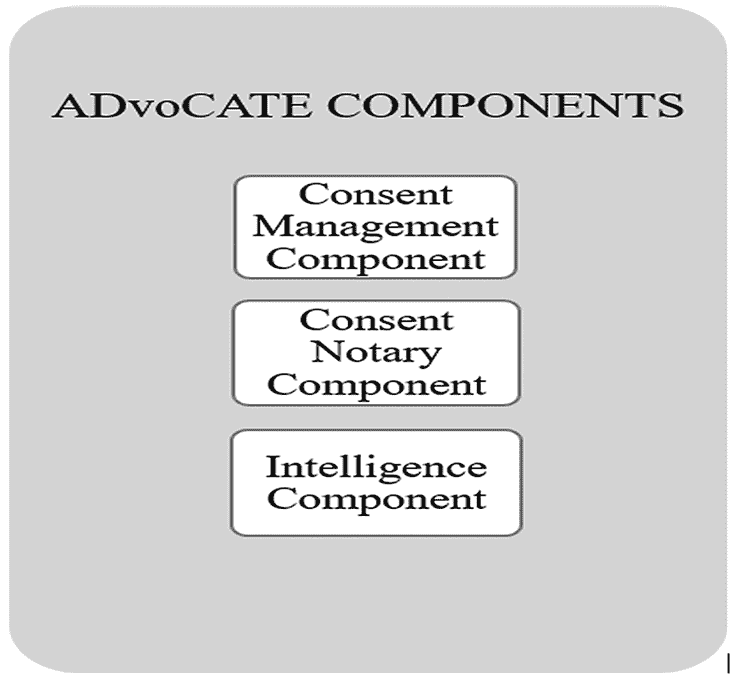 ADvoCATE COMPONENTS
Consent
Management
Component
Consent
Notary
Component
Intelligence
Component